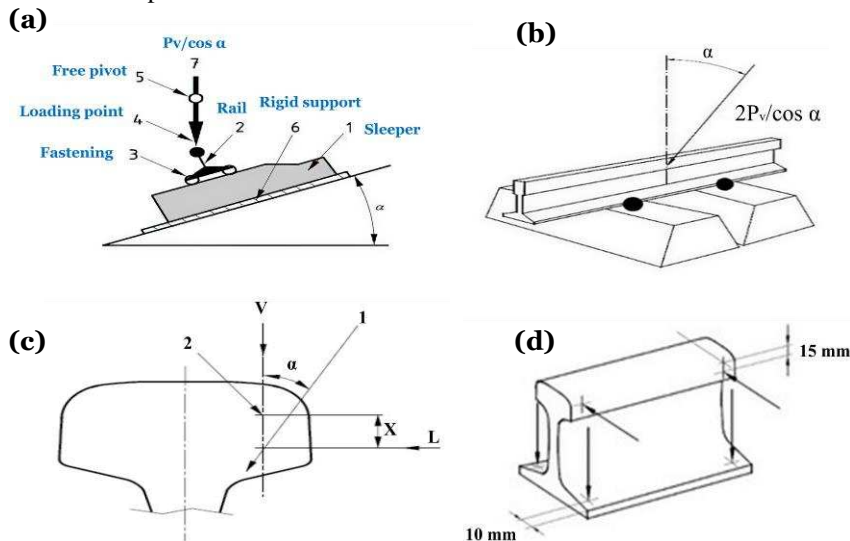 (a)
Pv/cos α
7
Free pivot 5
Loading point
4
Rail
2
Rigid support
6
1 Sleeper
Fastening 3
α
(b)
α
2Pᵥ/cos α
(c)
V
1
2
α
X
L
(d)
15 mm
10 mm